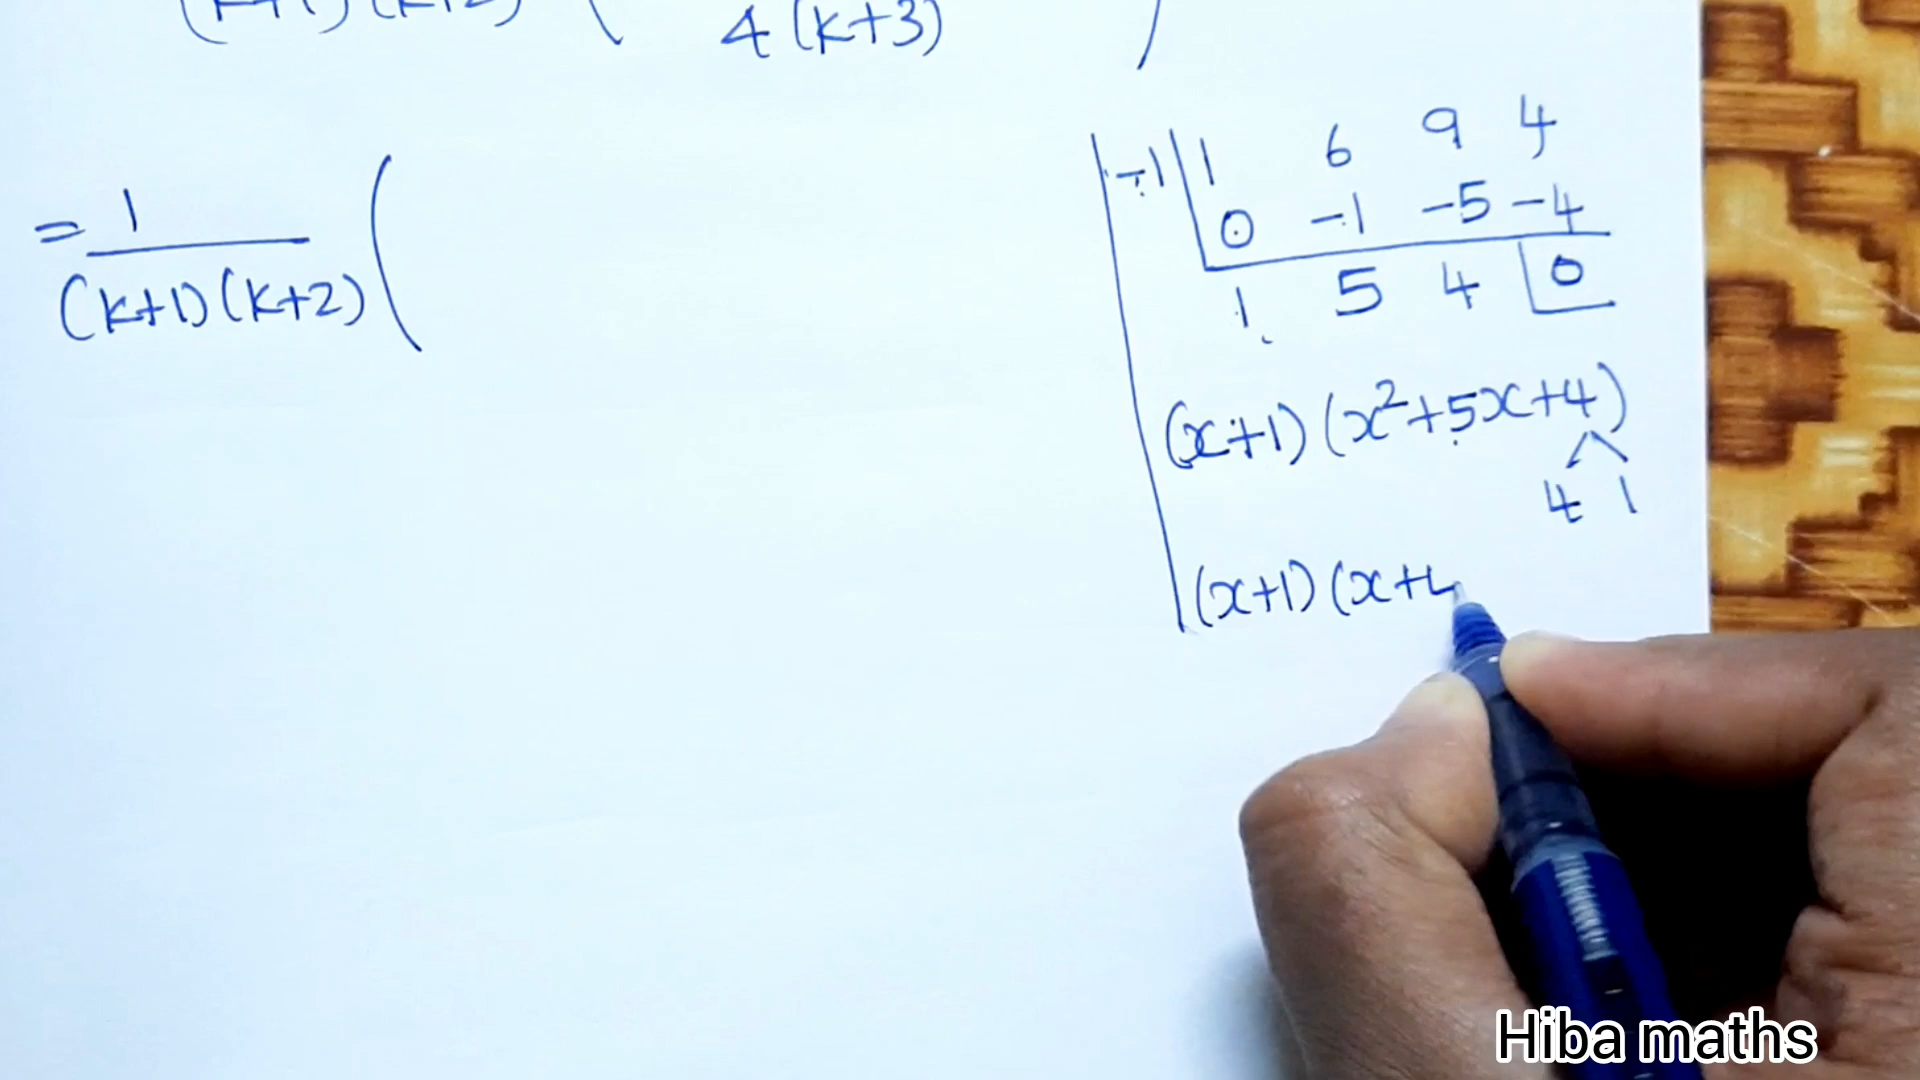 4 (k+3)
= 1
(k+1) (k+2) (
-1 | 1 6 9 4
0 -1 -5 -4
1 5 4 0
(x+1) (x²+5x+4)
4 1
(x+1) (x+4
Hiba maths